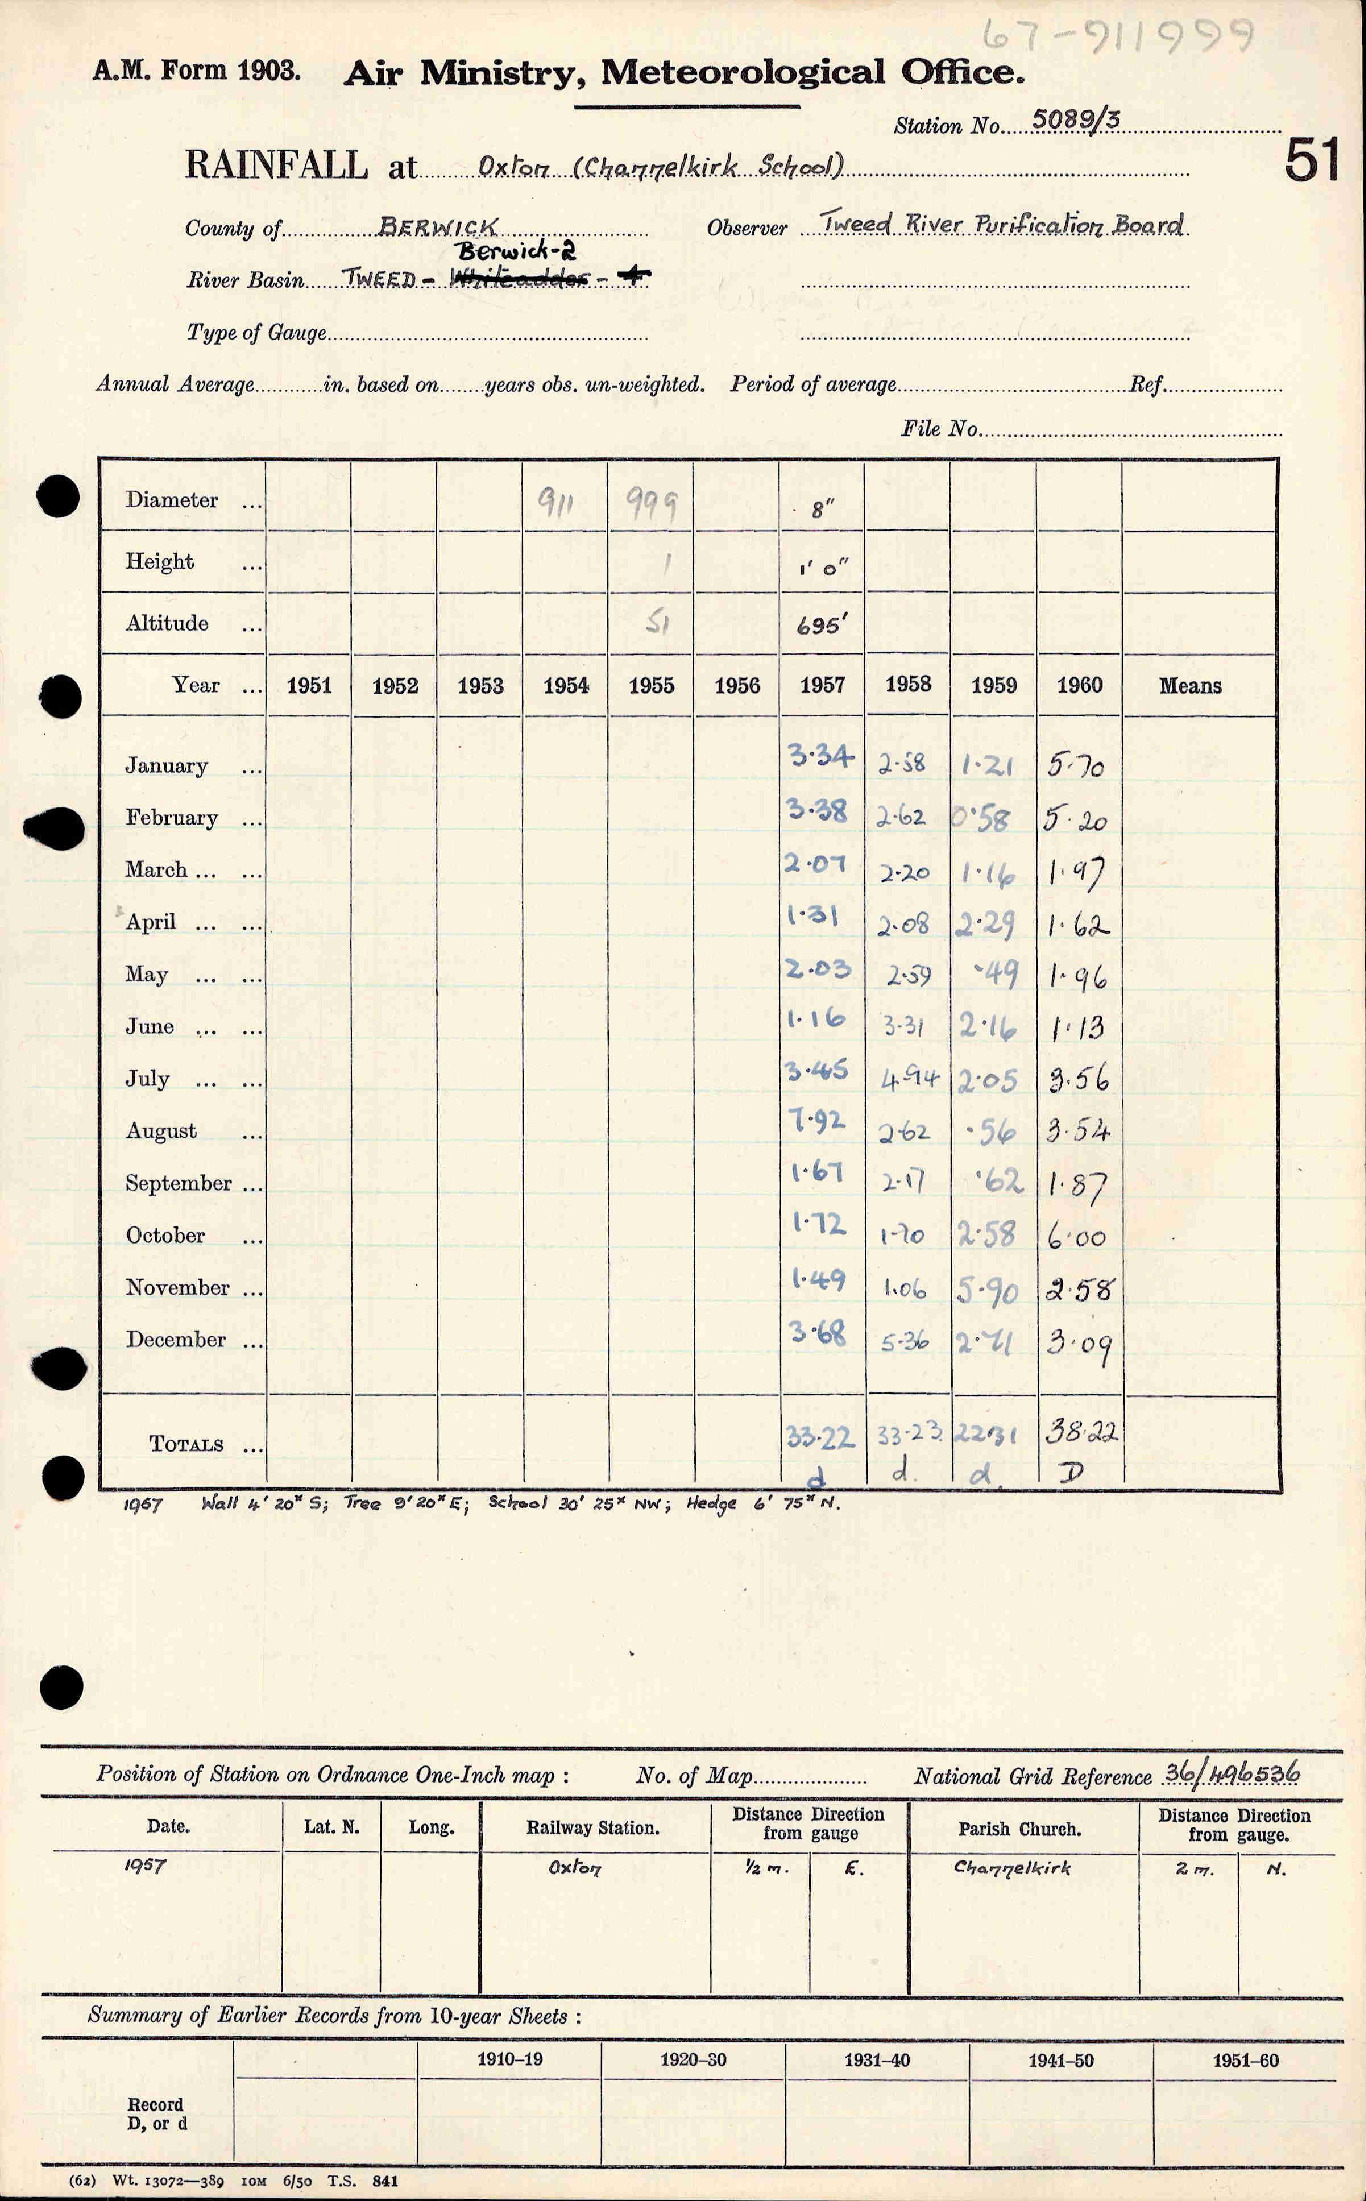 67-911999
A.M. Form 1903. Air Ministry, Meteorological Office.
Station No. 5089/3
51
RAINFALL at Oxton (Channelkirk School)
County of BERWICK Observer Tweed River Purification Board
Berwick-2
River Basin TWEED - Whiteadder - 4
Type of Gauge
Annual Average in. based on years obs. un-weighted. Period of average Ref.
File No.
Diameter ... 911 999 8"
Height ... 1 1' 0"
Altitude ... 51 695'
Year ... 1951 1952 1953 1954 1955 1956 1957 1958 1959 1960 Means
January ... 3.34 2.58 1.21 5.70
February ... 3.38 2.62 0.58 5.20
March ... ... 2.07 2.20 1.16 1.97
April ... ... 1.31 2.08 2.29 1.62
May ... ... 2.03 2.59 .49 1.96
June ... ... 1.16 3.31 2.16 1.13
July ... ... 3.45 4.94 2.05 3.56
August ... 7.92 2.62 .56 3.54
September ... 1.67 2.17 .62 1.87
October ... 1.72 1.70 2.58 6.00
November ... 1.49 1.06 5.90 2.58
December ... 3.68 5.36 2.71 3.09
TOTALS ... 33.22 33.23 22.31 38.22
d d. d. D
1957 Wall 4' 20" S; Tree 9' 20" E; School 30' 25" NW; Hedge 6' 75" N.
Position of Station on Ordnance One-Inch map : No. of Map National Grid Reference 36/496536
Date. Lat. N. Long. Railway Station. Distance Direction from gauge Parish Church. Distance Direction from gauge.
1957 Oxton ½ m. E. Channelkirk 2 m. N.
Summary of Earlier Records from 10-year Sheets :
1910–19 1920–30 1931–40 1941–50 1951–60
Record
D, or d
(62) Wt. 13072—389 10M 6/50 T.S. 841